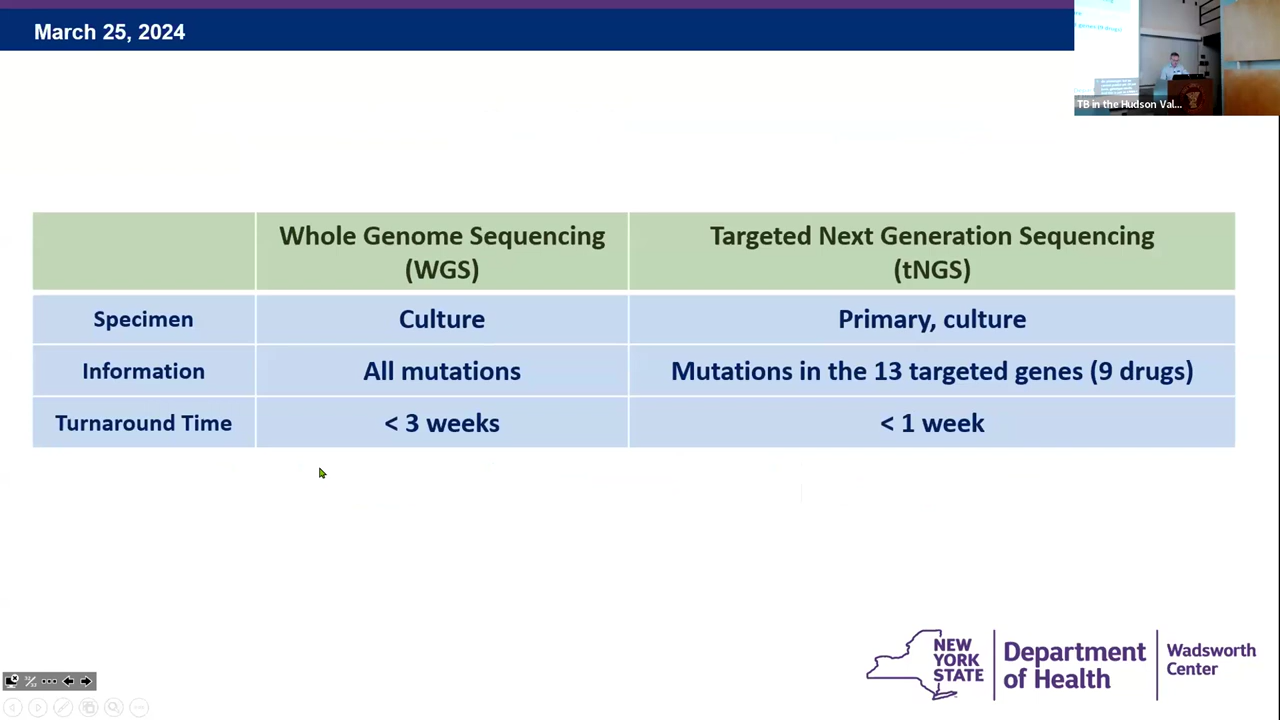 March 25, 2024
TB in the Hudson Val...
Whole Genome Sequencing
(WGS)
Targeted Next Generation Sequencing
(tNGS)
Specimen
Culture
Primary, culture
Information
All mutations
Mutations in the 13 targeted genes (9 drugs)
Turnaround Time
< 3 weeks
< 1 week
NEW
YORK
STATE
Department
of Health
Wadsworth
Center